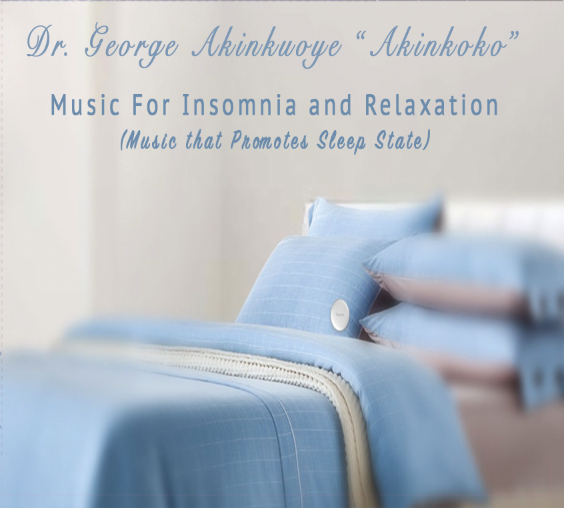 Dr. George Akinkuoye “Akinkoko”
Music For Insomnia and Relaxation
(Music that Promotes Sleep State)